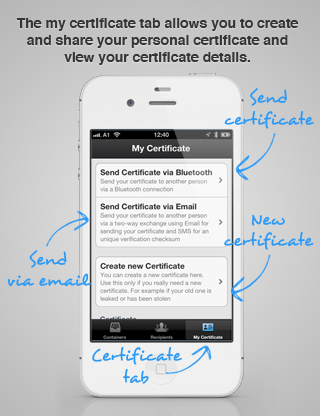 The my certificate tab allows you to create
and share your personal certificate and
view your certificate details.
Send
certificate
A1 12:40
My Certificate
Send Certificate via Bluetooth
Send your certificate to another person
via a Bluetooth connection
Send Certificate via Email
Send your certificate to another person
via a two-way exchange using Email for
sending your certificate and SMS for an
unique verification checksum
New
certificate
Send
via email
Create new Certificate
You can create a new certificate here.
Use this only if you really need a new
certificate. For example if your old one is
leaked or has been stolen
Certificate
Containers Recipients My Certificate
Certificate
tab